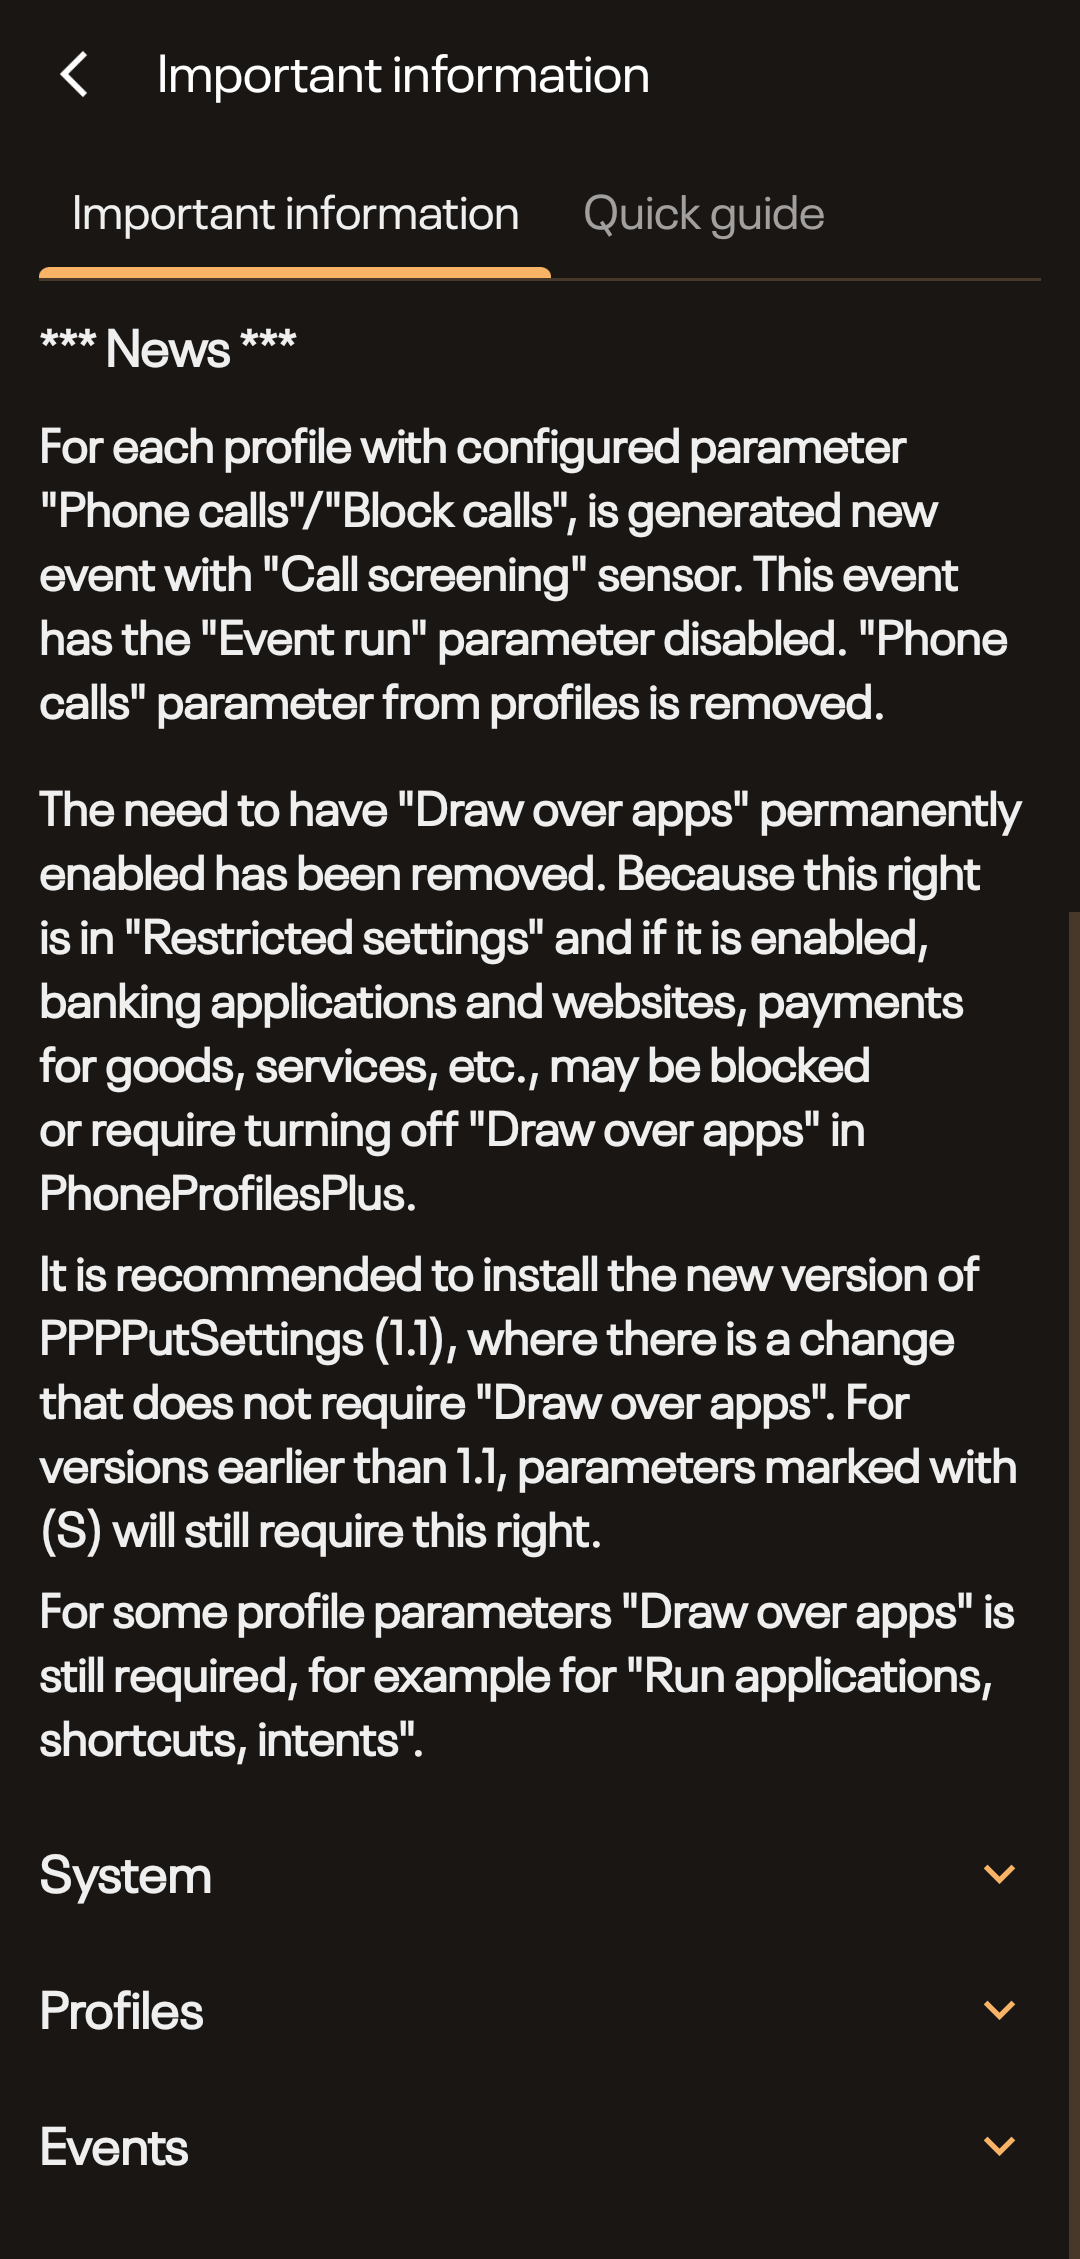 Important information
Important information
Quick guide
*** News ***
For each profile with configured parameter
"Phone calls"/"Block calls", is generated new
event with "Call screening" sensor. This event
has the "Event run" parameter disabled. "Phone
calls" parameter from profiles is removed.
The need to have "Draw over apps" permanently
enabled has been removed. Because this right
is in "Restricted settings" and if it is enabled,
banking applications and websites, payments
for goods, services, etc., may be blocked
or require turning off "Draw over apps" in
PhoneProfilesPlus.
It is recommended to install the new version of
PPPPutSettings (1.1), where there is a change
that does not require "Draw over apps". For
versions earlier than 1.1, parameters marked with
(S) will still require this right.
For some profile parameters "Draw over apps" is
still required, for example for "Run applications,
shortcuts, intents".
System
Profiles
Events